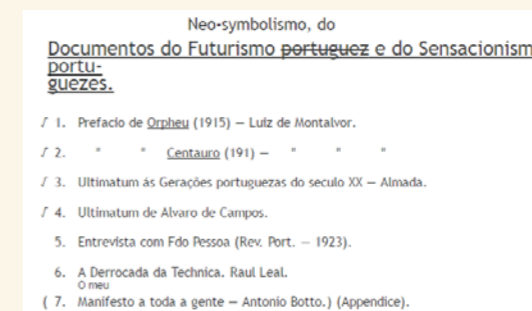 Neo-symbolismo, do
Documentos do Futurismo portuguez e do Sensacionism
portu-
guezes.
/ 1. Prefacio de Orpheu (1915) — Luiz de Montalvor.
/ 2. " " Centauro (191) — " " "
/ 3. Ultimatum ás Gerações portuguezas do seculo XX — Almada.
/ 4. Ultimatum de Alvaro de Campos.
5. Entrevista com Fdo Pessoa (Rev. Port. — 1923).
6. A Derrocada da Technica. Raul Leal.
O meu
( 7. Manifesto a toda a gente — Antonio Botto.) (Appendice).